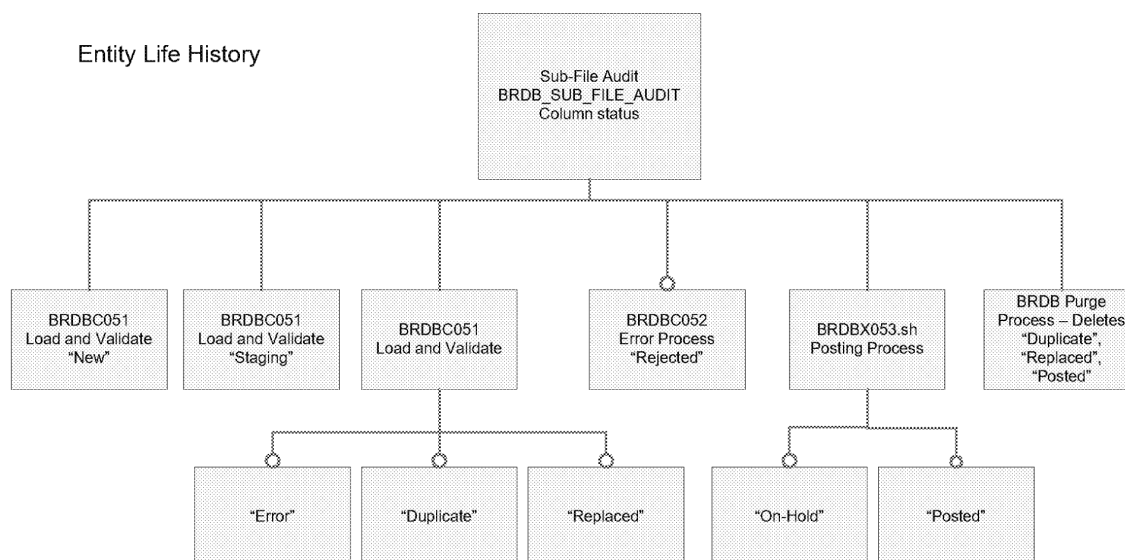 Entity Life History
Sub-File Audit
BRDB_SUB_FILE_AUDIT
Column status
BRDBC051
Load and Validate
“New”
BRDBC051
Load and Validate
“Staging”
BRDBC051
Load and Validate
BRDBC052
Error Process
“Rejected”
BRDBX053.sh
Posting Process
BRDB Purge
Process – Deletes
“Duplicate”,
“Replaced”,
“Posted”
“Error”
“Duplicate”
“Replaced”
“On-Hold”
“Posted”